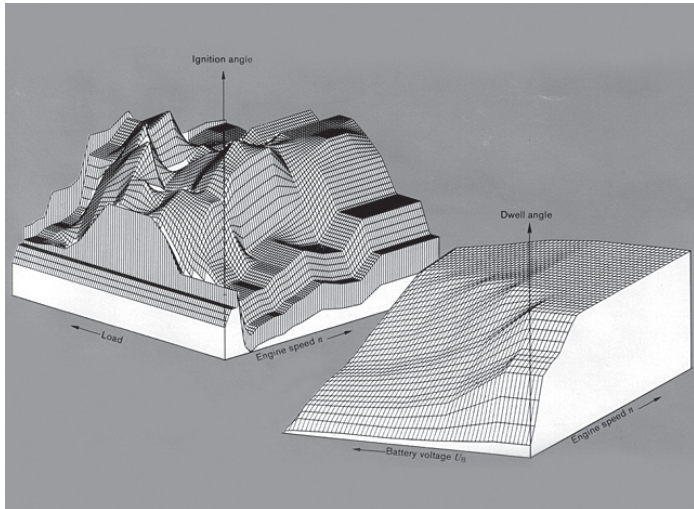 Ignition angle
Dwell angle
Load
Engine speed n
Battery voltage U_B
Engine speed n